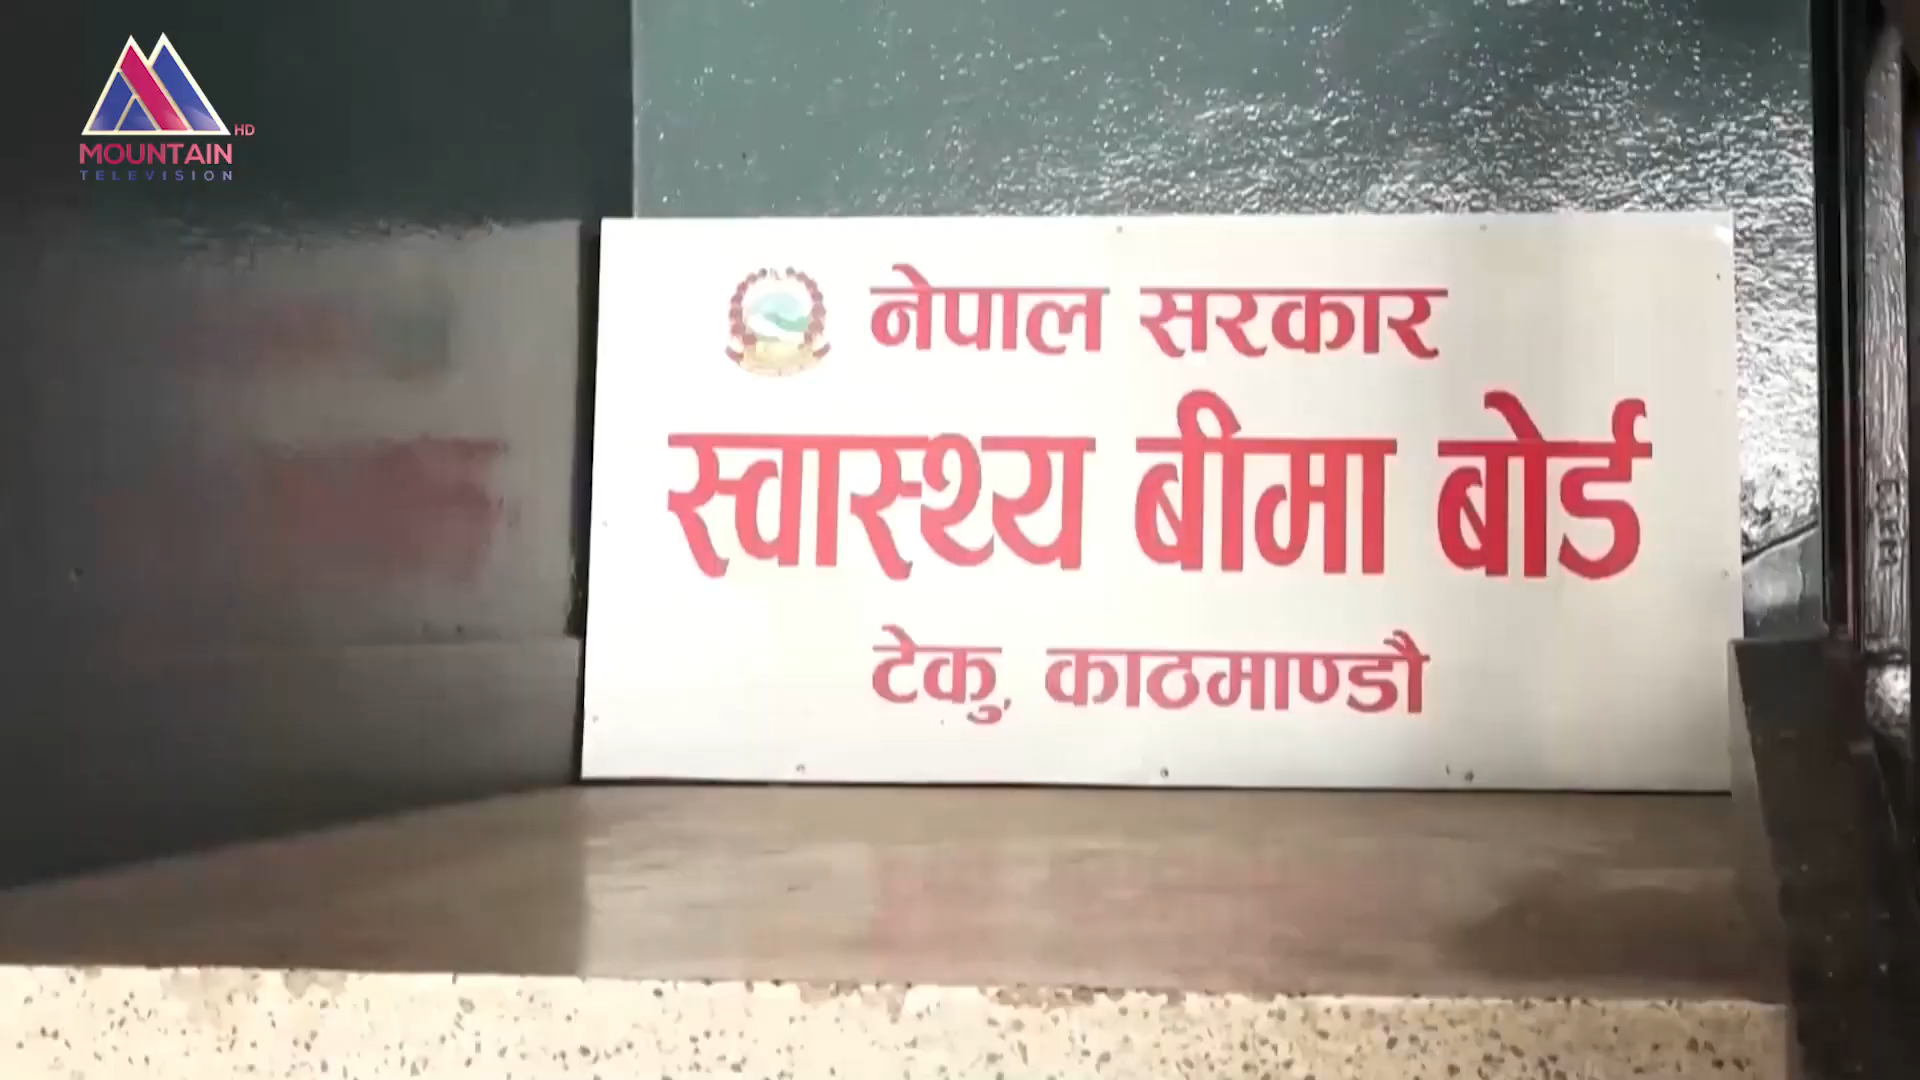 HD
MOUNTAIN
TELEVISION
नेपाल सरकार
स्वास्थ्य बीमा बोर्ड
टेकु, काठमाण्डौ